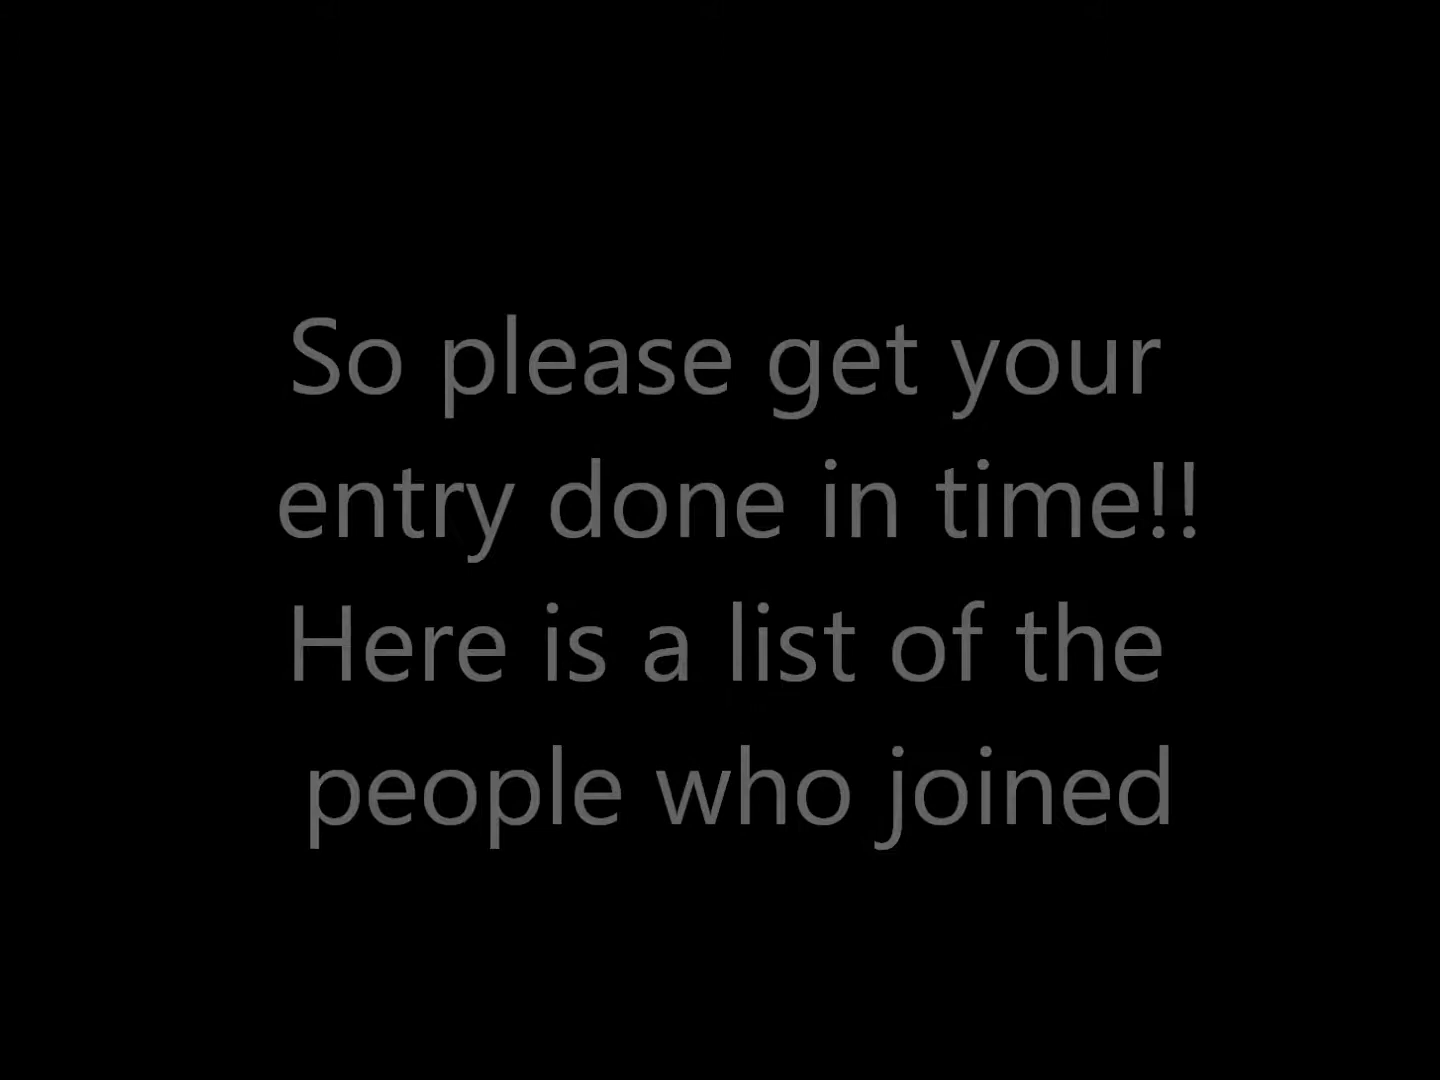 So please get your
entry done in time!!
Here is a list of the
people who joined